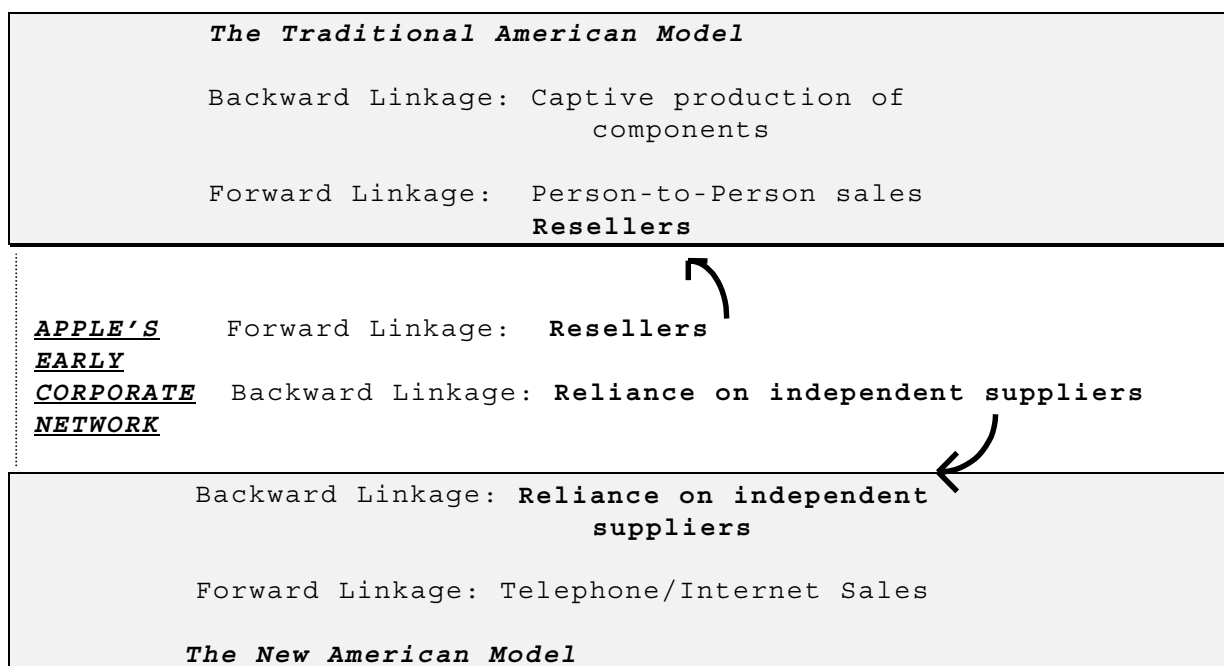 The Traditional American Model
Backward Linkage: Captive production of
components
Forward Linkage: Person-to-Person sales
Resellers
APPLE'S Forward Linkage: Resellers
EARLY
CORPORATE Backward Linkage: Reliance on independent suppliers
NETWORK
Backward Linkage: Reliance on independent
suppliers
Forward Linkage: Telephone/Internet Sales
The New American Model